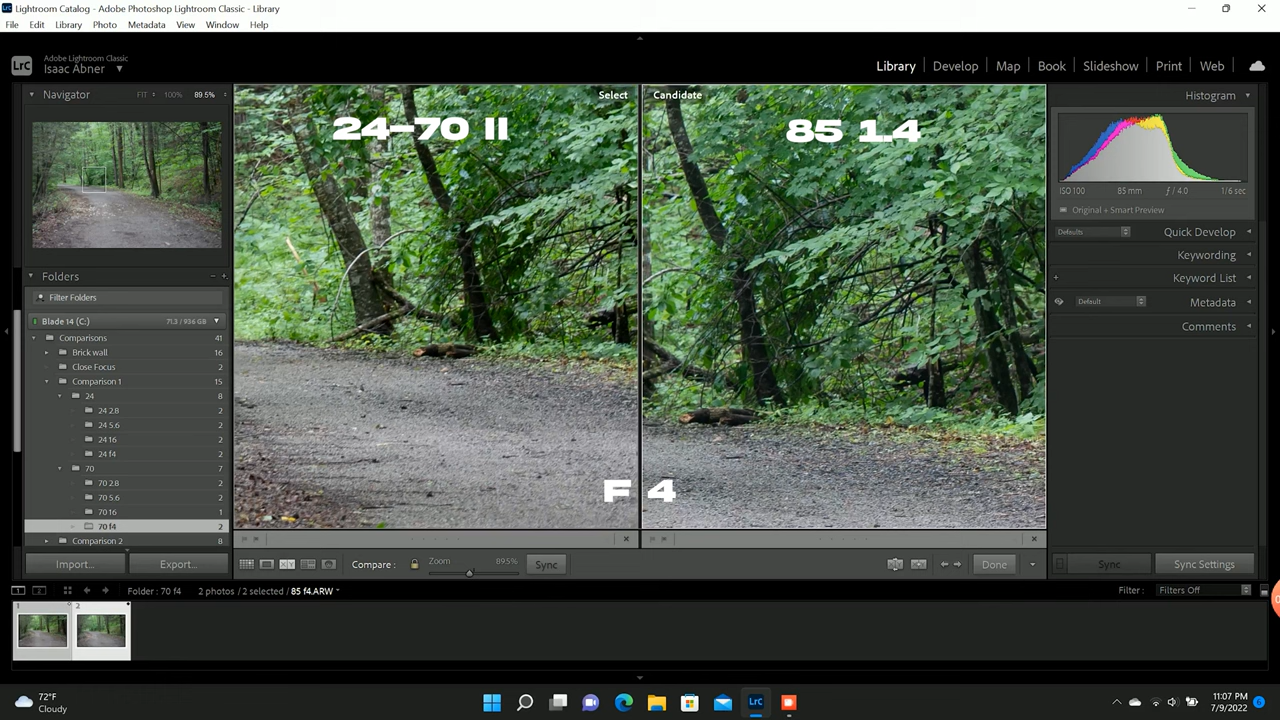 Lightroom Catalog - Adobe Photoshop Lightroom Classic - Library
File Edit Library Photo Metadata View Window Help
LrC Adobe Lightroom Classic
Isaac Abner
Library Develop Map Book Slideshow Print Web
Navigator FIT 100% 89.5%
Select
Candidate
Histogram
24-70 II
85 1.4
ISO 100 85 mm ƒ / 4.0 1/6 sec
Original + Smart Preview
Defaults Quick Develop
Keywording
Keyword List
Default Metadata
Comments
Folders
Filter Folders
Blade 14 (C:) 71.3 / 936 GB
Comparisons 41
Brick wall 16
Close Focus 2
Comparison 1 15
24 8
24 2.8 2
24 5.6 2
24 16 2
24 f4 2
70 7
70 2.8 2
70 5.6 2
70 16 1
70 f4 2
Comparison 2 8
F 4
Import... Export...
Compare : Zoom 89.5% Sync
Done
Sync Sync Settings
1 2 Folder : 70 f4 2 photos / 2 selected / 85 f4.ARW
Filter : Filters Off
1 2
72°F
Cloudy
LrC
11:07 PM
7/9/2022 6